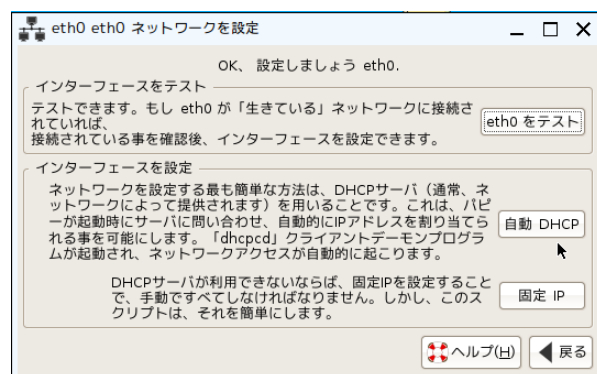 eth0 eth0 ネットワークを設定
OK、 設定しましょう eth0.
インターフェースをテスト
テストできます。もし eth0 が「生きている」ネットワークに接続さ
れていれば、
接続されている事を確認後、インターフェースを設定できます。
eth0 をテスト
インターフェースを設定
ネットワークを設定する最も簡単な方法は、DHCPサーバ（通常、ネ
ットワークによって提供されます）を用いることです。これは、パピ
ーが起動時にサーバに問い合わせ、自動的にIPアドレスを割り当てら
れる事を可能にします。「dhcpcd」クライアントデーモンプログラ
ムが起動され、ネットワークアクセスが自動的に起こります。
自動 DHCP
DHCPサーバが利用できないならば、固定IPを設定すること
で、手動ですべてしなければなりません。しかし、このス
クリプトは、それを簡単にします。
固定 IP
ヘルプ(H)
戻る